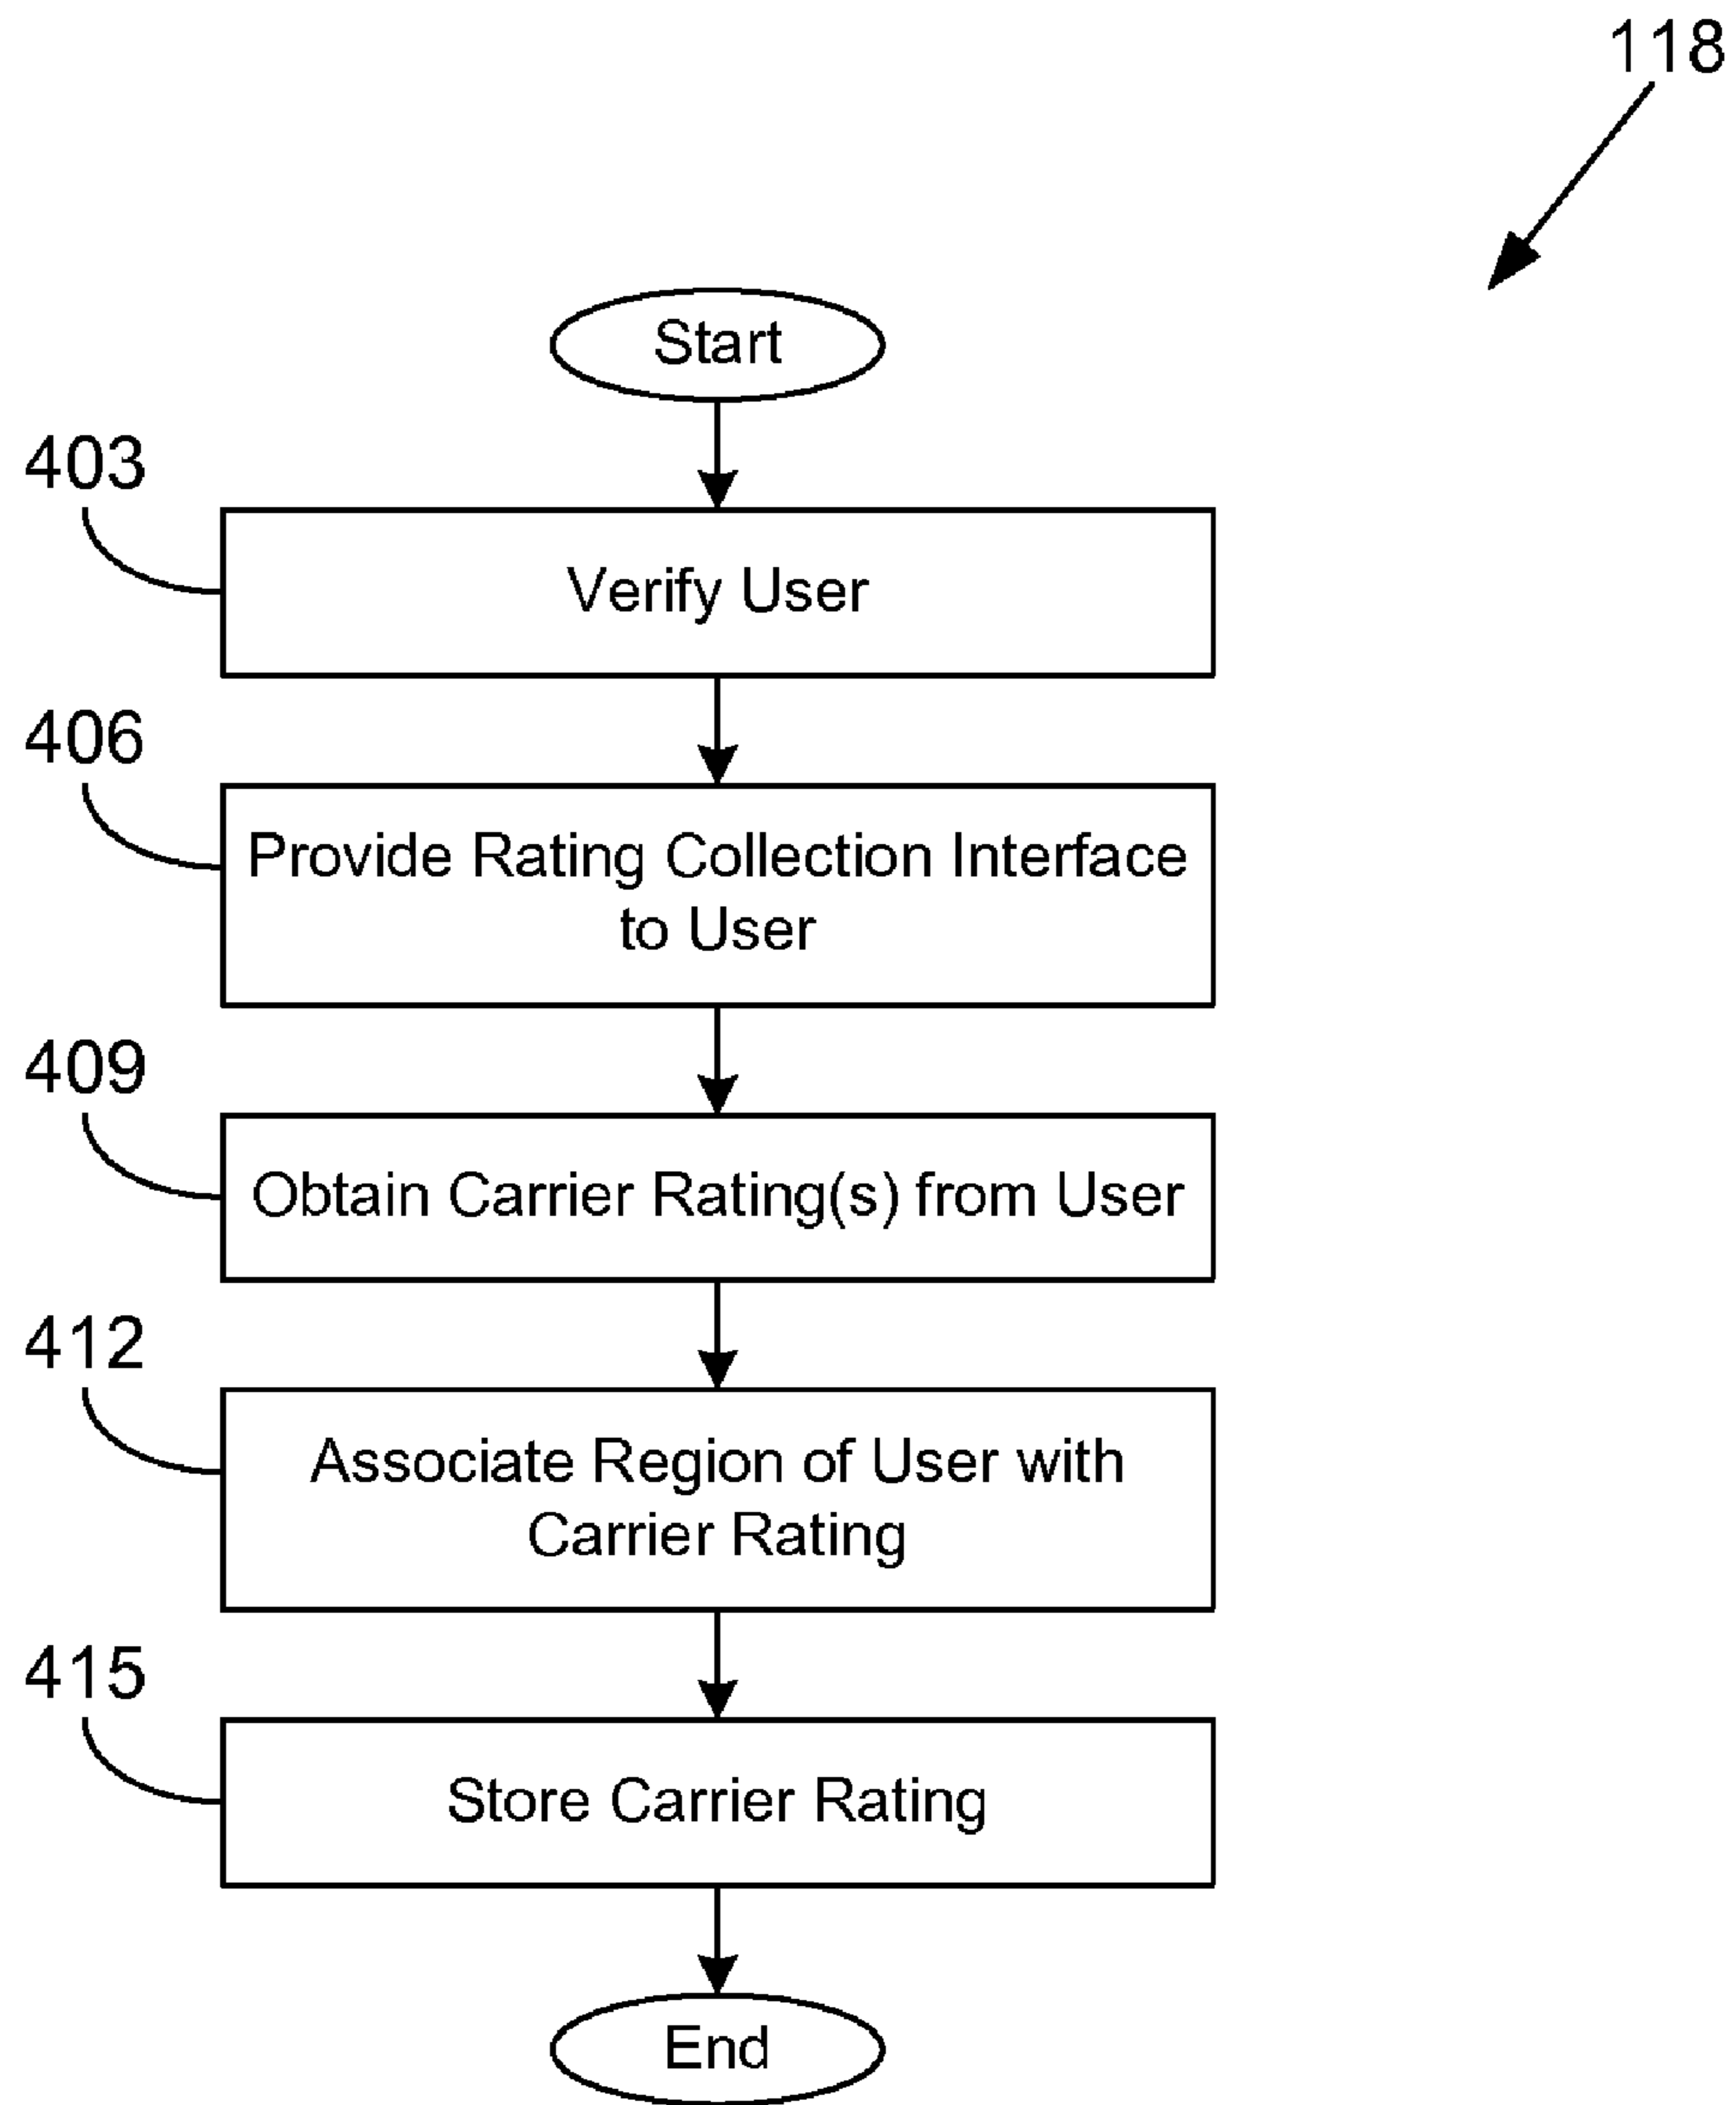 118
Start
403
Verify User
406
Provide Rating Collection Interface
to User
409
Obtain Carrier Rating(s) from User
412
Associate Region of User with
Carrier Rating
415
Store Carrier Rating
End